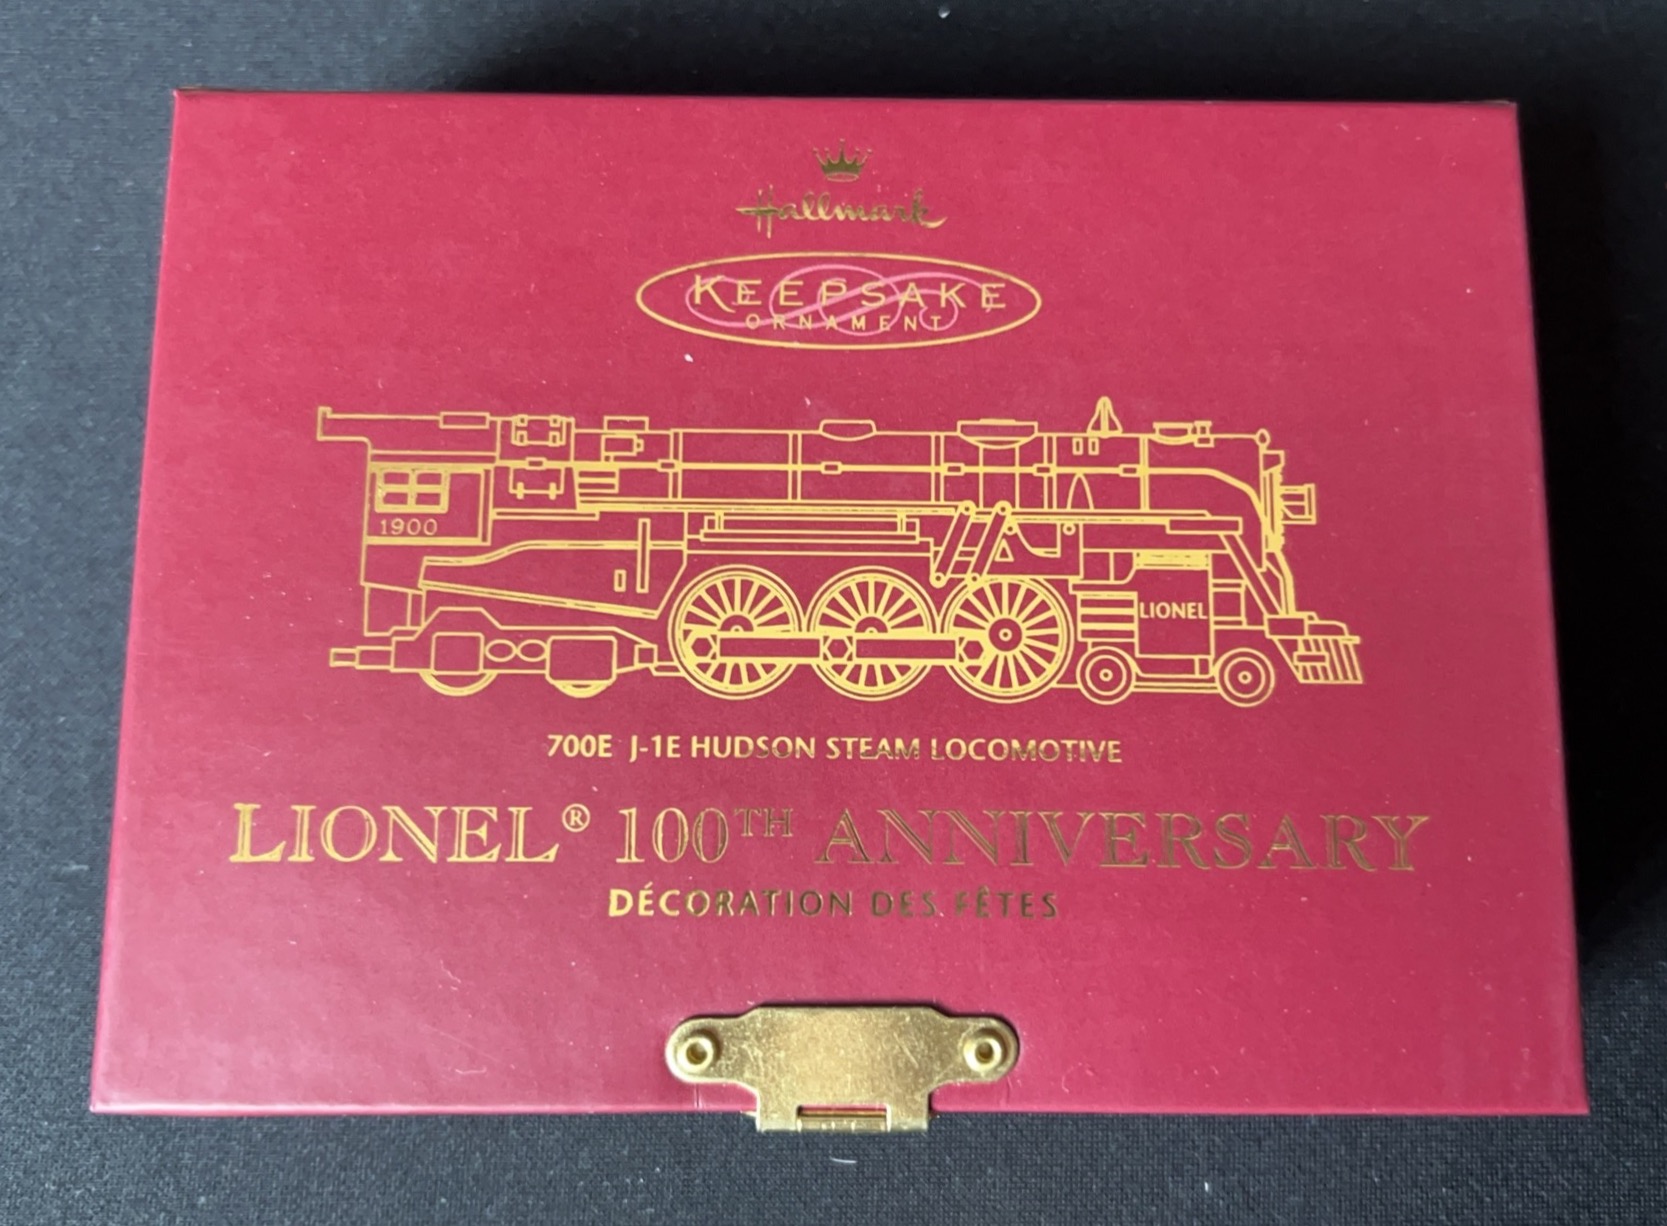 Hallmark
KEEPSAKE
ORNAMENT
1900
LIONEL
700E J-1E HUDSON STEAM LOCOMOTIVE
LIONEL® 100TH ANNIVERSARY
DÉCORATION DES FÊTES